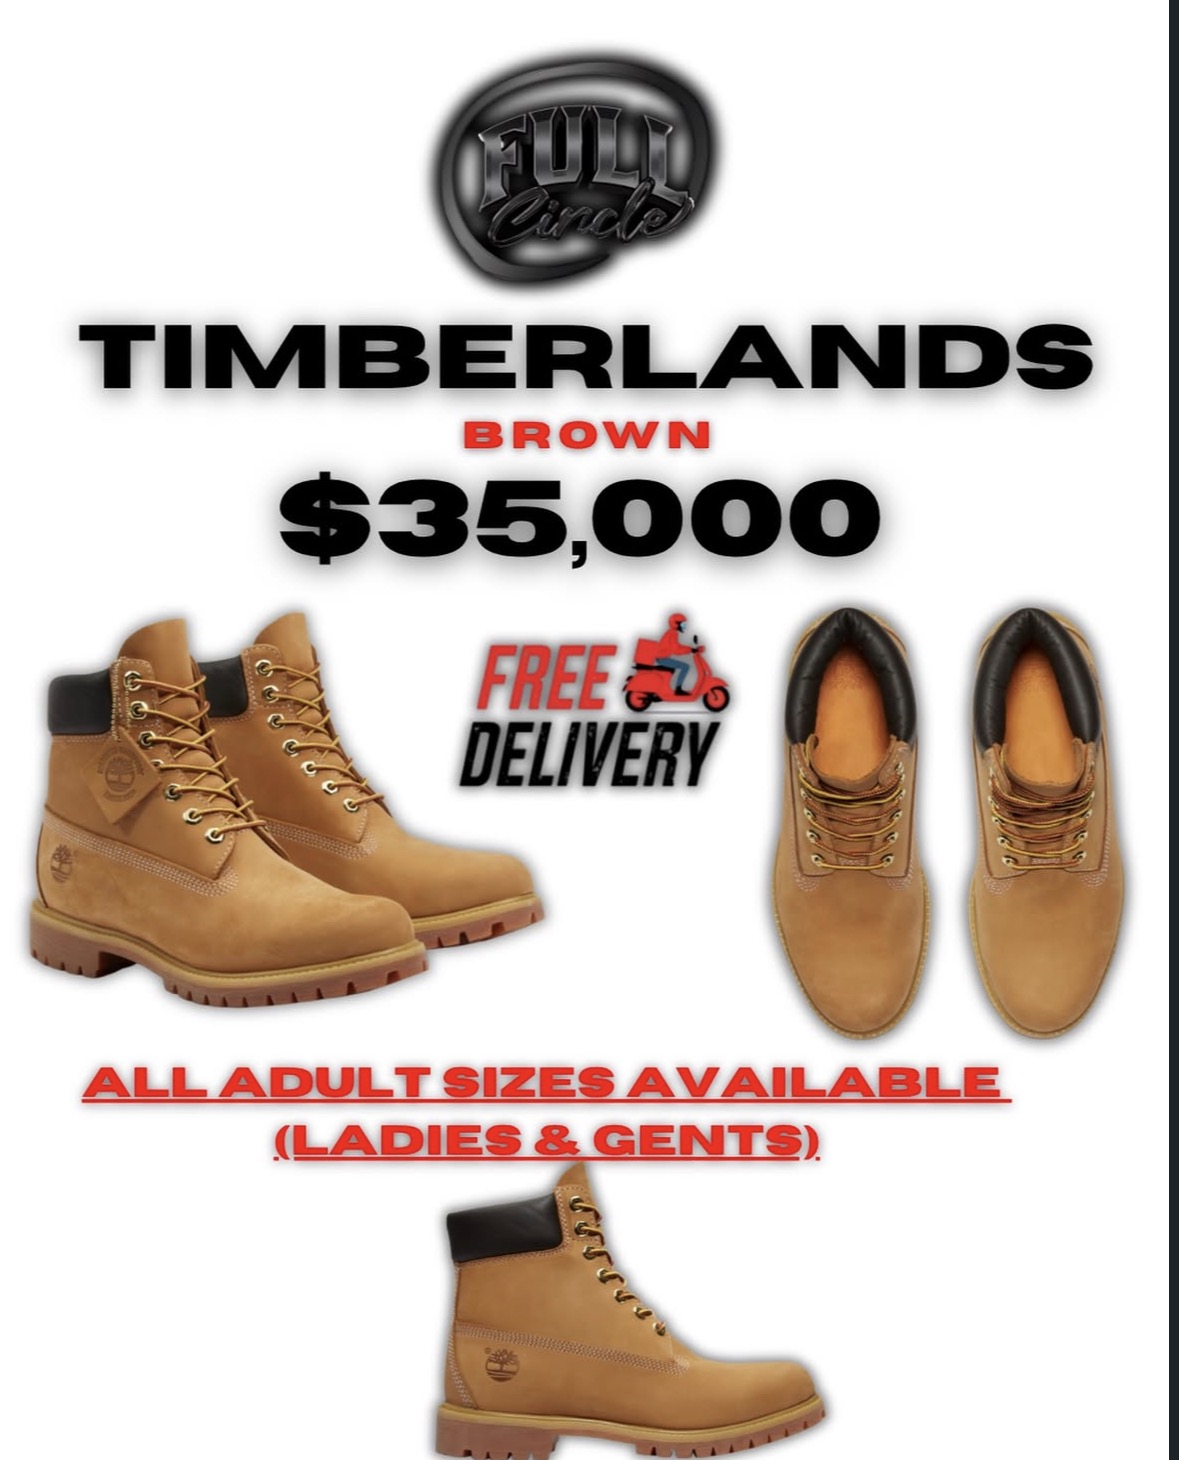 FULL
Circle
TIMBERLANDS
BROWN
$35,000
FREE
DELIVERY
ALL ADULT SIZES AVAILABLE
(LADIES & GENTS)